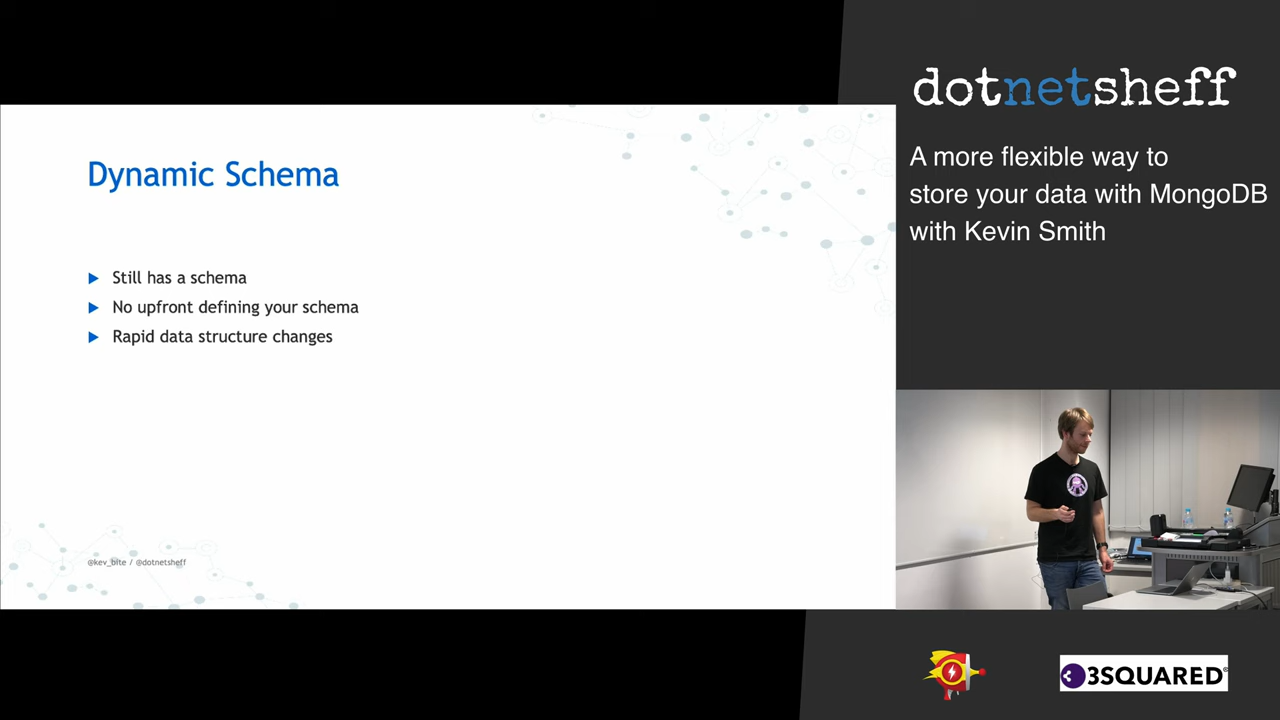 Dynamic Schema
Still has a schema
No upfront defining your schema
Rapid data structure changes
@kev_bite / @dotnetsheff
dotnetsheff
A more flexible way to
store your data with MongoDB
with Kevin Smith
3SQUARED